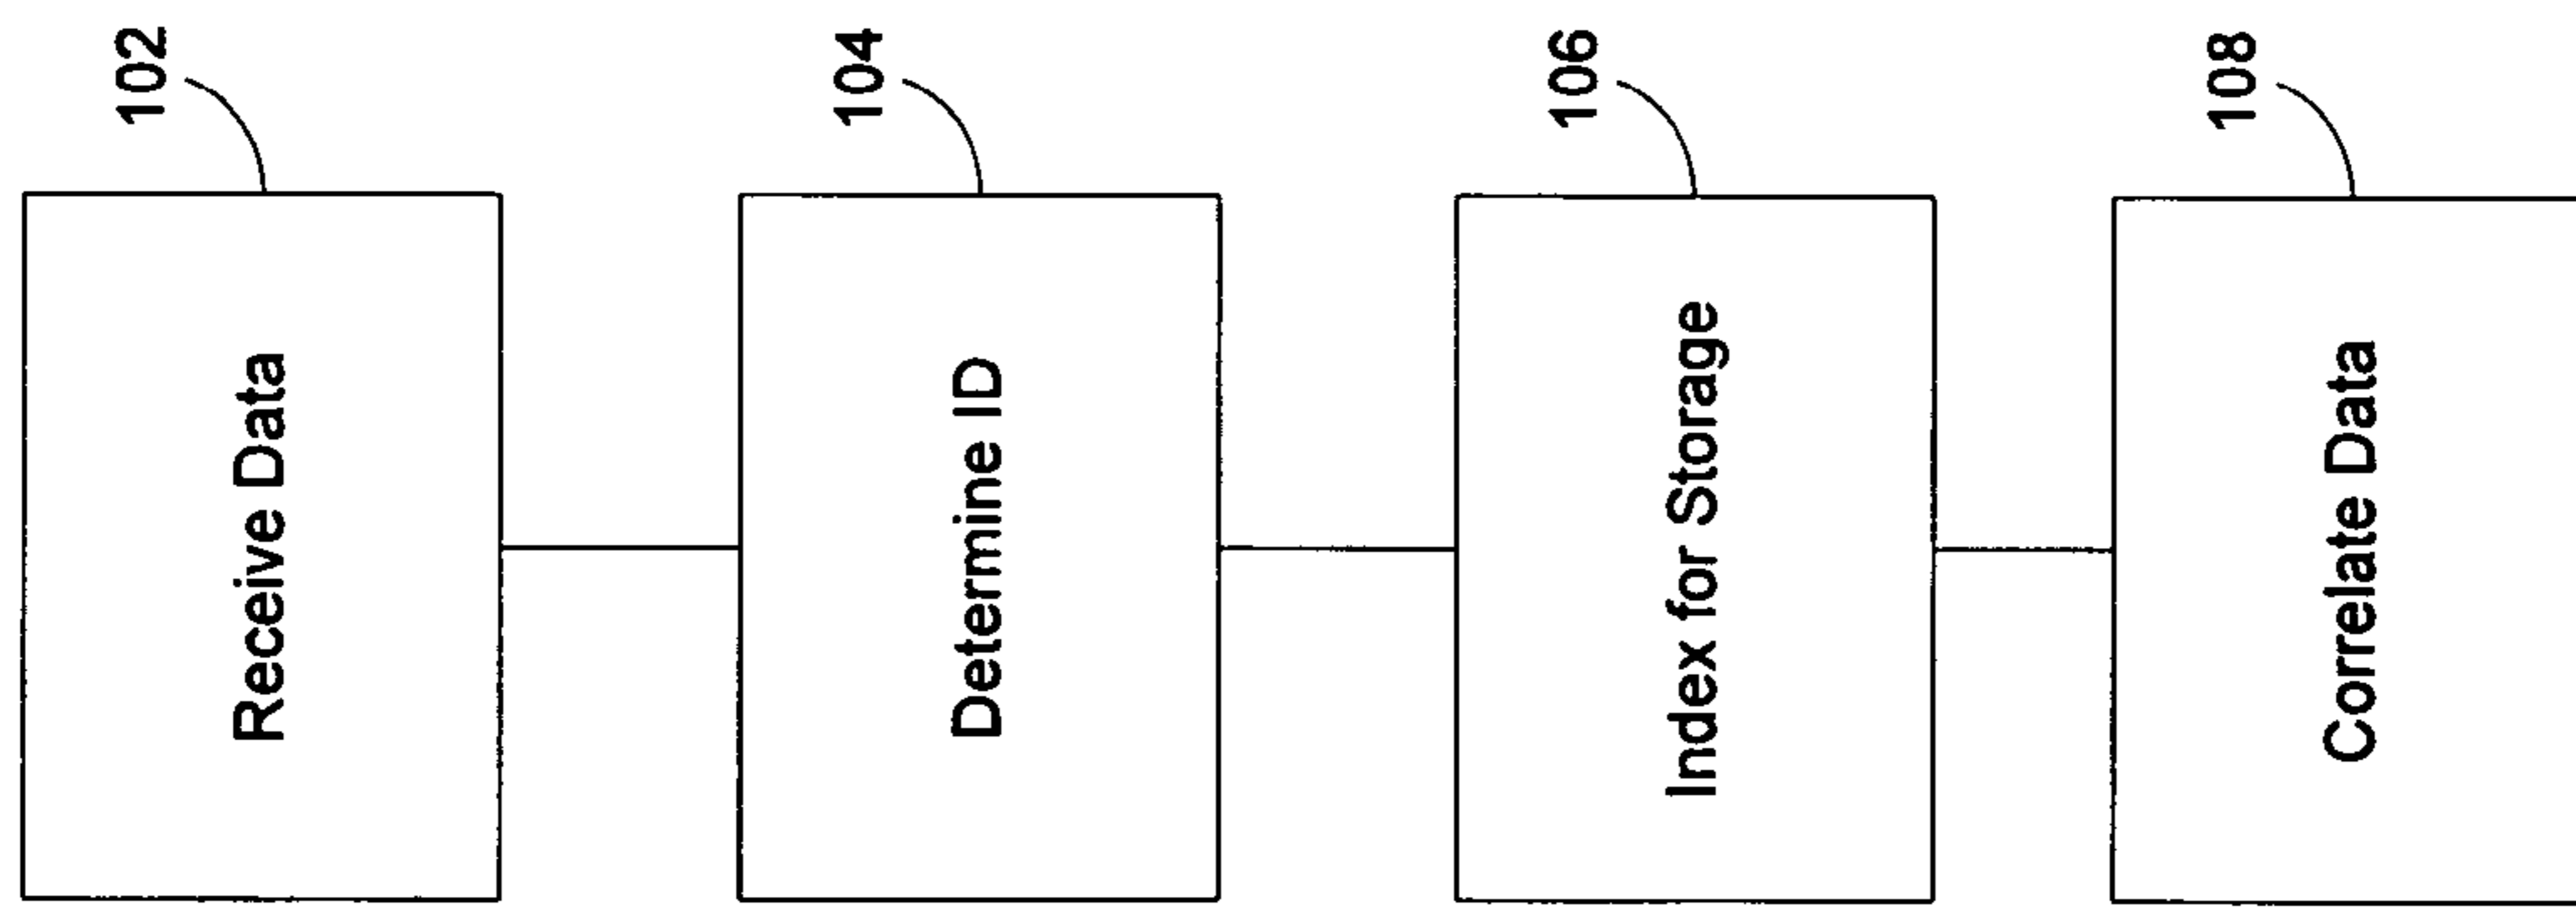 102
Receive Data
104
Determine ID
106
Index for Storage
108
Correlate Data